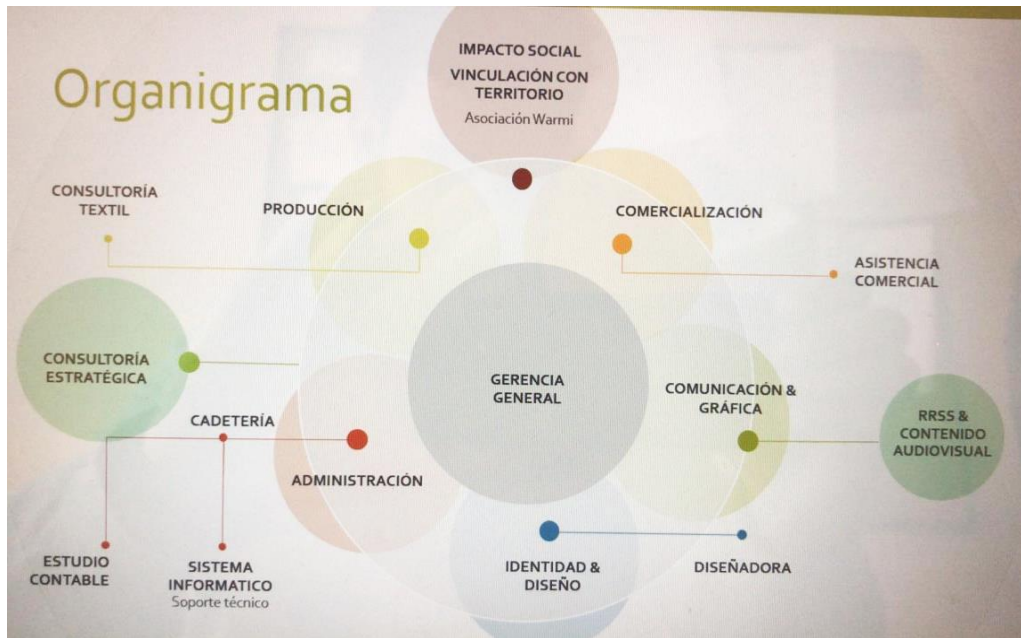 Organigrama
IMPACTO SOCIAL
VINCULACIÓN CON
TERRITORIO
Asociación Warmi
CONSULTORÍA
TEXTIL
PRODUCCIÓN
COMERCIALIZACIÓN
ASISTENCIA
COMERCIAL
CONSULTORÍA
ESTRATÉGICA
GERENCIA
GENERAL
COMUNICACIÓN &
GRÁFICA
RRSS &
CONTENIDO
AUDIOVISUAL
CADETERÍA
ADMINISTRACIÓN
ESTUDIO
CONTABLE
SISTEMA
INFORMATICO
Soporte técnico
IDENTIDAD &
DISEÑO
DISEÑADORA